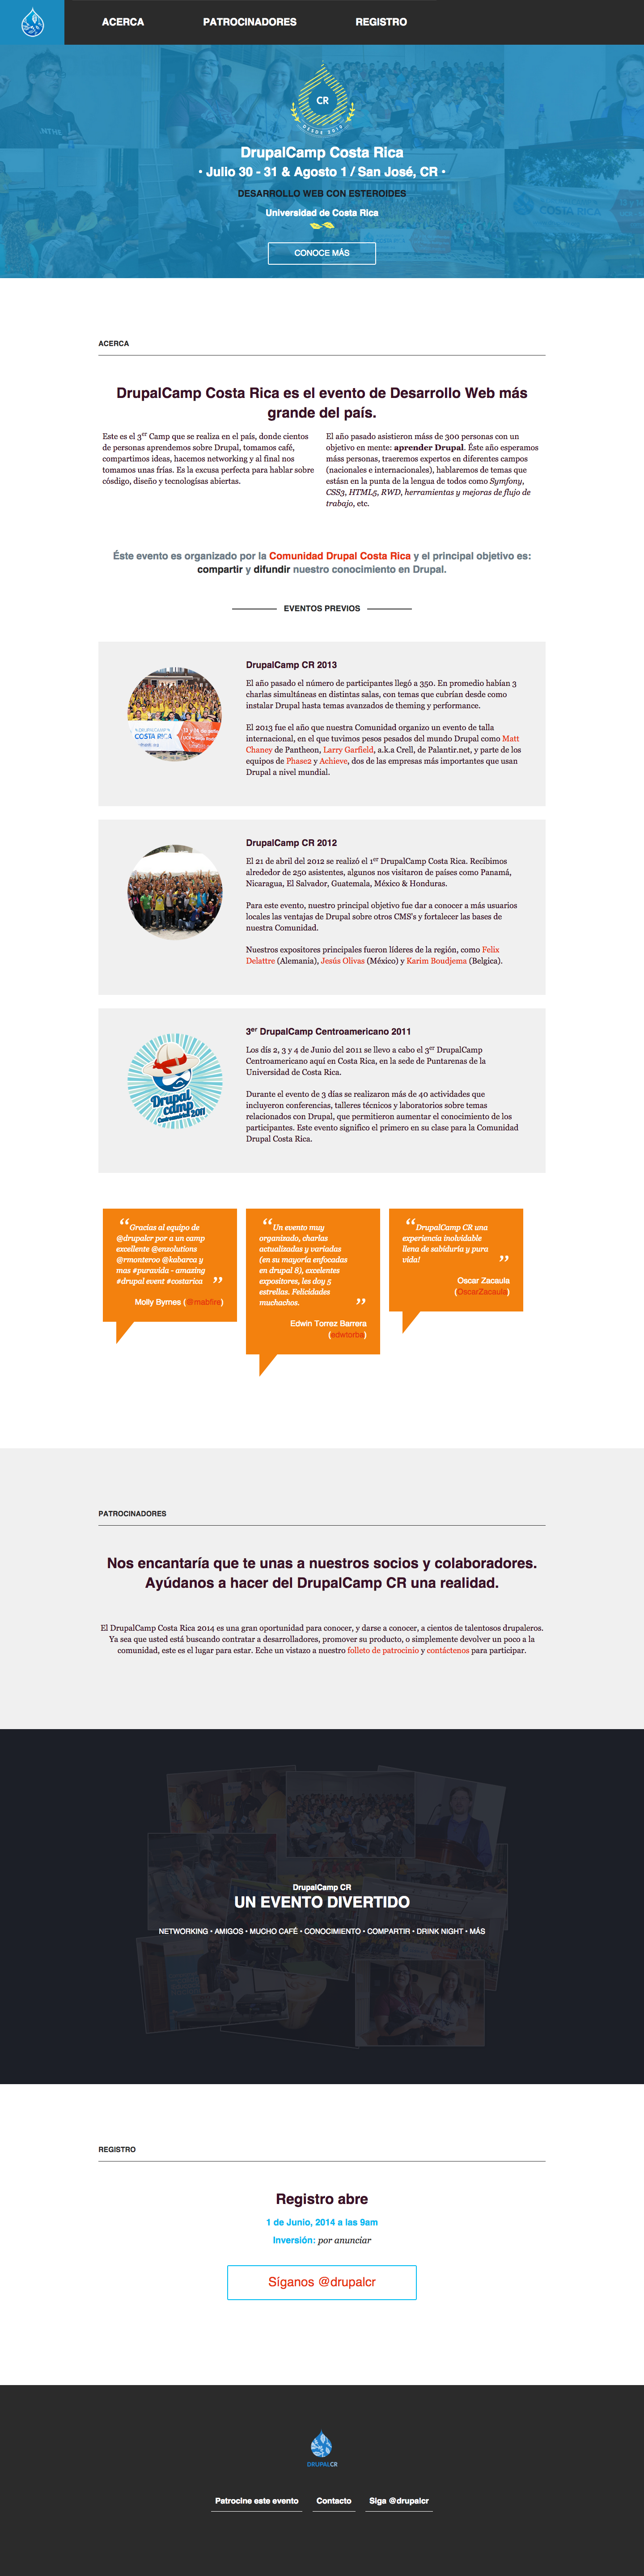 ACERCA
PATROCINADORES
REGISTRO
CR
DESDE 2010
DrupalCamp Costa Rica
• Julio 30 - 31 & Agosto 1 / San José, CR •
DESARROLLO WEB CON ESTEROIDES
Universidad de Costa Rica
CONOCE MÁS
ACERCA
DrupalCamp Costa Rica es el evento de Desarrollo Web más
grande del país.
Este es el 3er Camp que se realiza en el país, donde cientos
de personas aprendemos sobre Drupal, tomamos café,
compartimos ideas, hacemos networking y al final nos
tomamos unas frías. Es la excusa perfecta para hablar sobre
cósdigo, diseño y tecnologísas abiertas.
El año pasado asistieron máss de 300 personas con un
objetivo en mente: aprender Drupal. Éste año esperamos
máss personas, traeremos expertos en diferentes campos
(nacionales e internacionales), hablaremos de temas que
estásn en la punta de la lengua de todos como Symfony,
CSS3, HTML5, RWD, herramientas y mejoras de flujo de
trabajo, etc.
Éste evento es organizado por la Comunidad Drupal Costa Rica y el principal objetivo es:
compartir y difundir nuestro conocimiento en Drupal.
EVENTOS PREVIOS
DrupalCamp CR 2013
El año pasado el número de participantes llegó a 350. En promedio habían 3
charlas simultáneas en distintas salas, con temas que cubrían desde como
instalar Drupal hasta temas avanzados de theming y performance.
El 2013 fue el año que nuestra Comunidad organizo un evento de talla
internacional, en el que tuvimos pesos pesados del mundo Drupal como Matt
Chaney de Pantheon, Larry Garfield, a.k.a Crell, de Palantir.net, y parte de los
equipos de Phase2 y Achieve, dos de las empresas más importantes que usan
Drupal a nivel mundial.
DRUPALCAMP
COSTA RICA
DrupalCamp CR 2012
El 21 de abril del 2012 se realizó el 1er DrupalCamp Costa Rica. Recibimos
alrededor de 250 asistentes, algunos nos visitaron de países como Panamá,
Nicaragua, El Salvador, Guatemala, México & Honduras.
Para este evento, nuestro principal objetivo fue dar a conocer a más usuarios
locales las ventajas de Drupal sobre otros CMS's y fortalecer las bases de
nuestra Comunidad.
Nuestros expositores principales fueron líderes de la región, como Felix
Delattre (Alemania), Jesús Olivas (México) y Karim Boudjema (Belgica).
3er DrupalCamp Centroamericano 2011
Los dís 2, 3 y 4 de Junio del 2011 se llevo a cabo el 3er DrupalCamp
Centroamericano aquí en Costa Rica, en la sede de Puntarenas de la
Universidad de Costa Rica.
Durante el evento de 3 días se realizaron más de 40 actividades que
incluyeron conferencias, talleres técnicos y laboratorio sobre temas
relacionados con Drupal, que permitieron aumentar el conocimiento de los
participantes. Este evento significo el primero en su clase para la Comunidad
Drupal Costa Rica.
Drupal
camp
Centroamérica 2011
“Gracias al equipo de
@drupalcr por a un camp
excellente @enzolutions
@rmonterco @kabarca y
mas #puravida - amazing
#drupal event #costarica ”
Molly Byrnes (@mabfire)
“Un evento muy
organizado, charlas
actualizadas y variadas
(en su mayoría enfocadas
en drupal 8), excelentes
expositores, les doy 5
estrellas. Felicidades
muchachos. ”
Edwin Torrez Barrera
(edwtorba)
“DrupalCamp CR una
experiencia inolvidable
llena de sabiduría y pura
vida! ”
Oscar Zacaula
(OscarZacaula)
PATROCINADORES
Nos encantaría que te unas a nuestros socios y colaboradores.
Ayúdanos a hacer del DrupalCamp CR una realidad.
El DrupalCamp Costa Rica 2014 es una gran oportunidad para conocer, y darse a conocer, a cientos de talentosos drupaleros.
Ya sea que usted está buscando contratar a desarrolladores, promover su producto, o simplemente devolver un poco a la
comunidad, este es el lugar para estar. Eche un vistazo a nuestro folleto de patrocinio y contáctenos para participar.
DrupalCamp CR
UN EVENTO DIVERTIDO
NETWORKING • AMIGOS • MUCHO CAFÉ • CONOCIMIENTO • COMPARTIR • DRINK NIGHT • MÁS
REGISTRO
Registro abre
1 de Junio, 2014 a las 9am
Inversión: por anunciar
Síganos @drupalcr
DRUPALCR
Patrocine este evento
Contacto
Siga @drupalcr